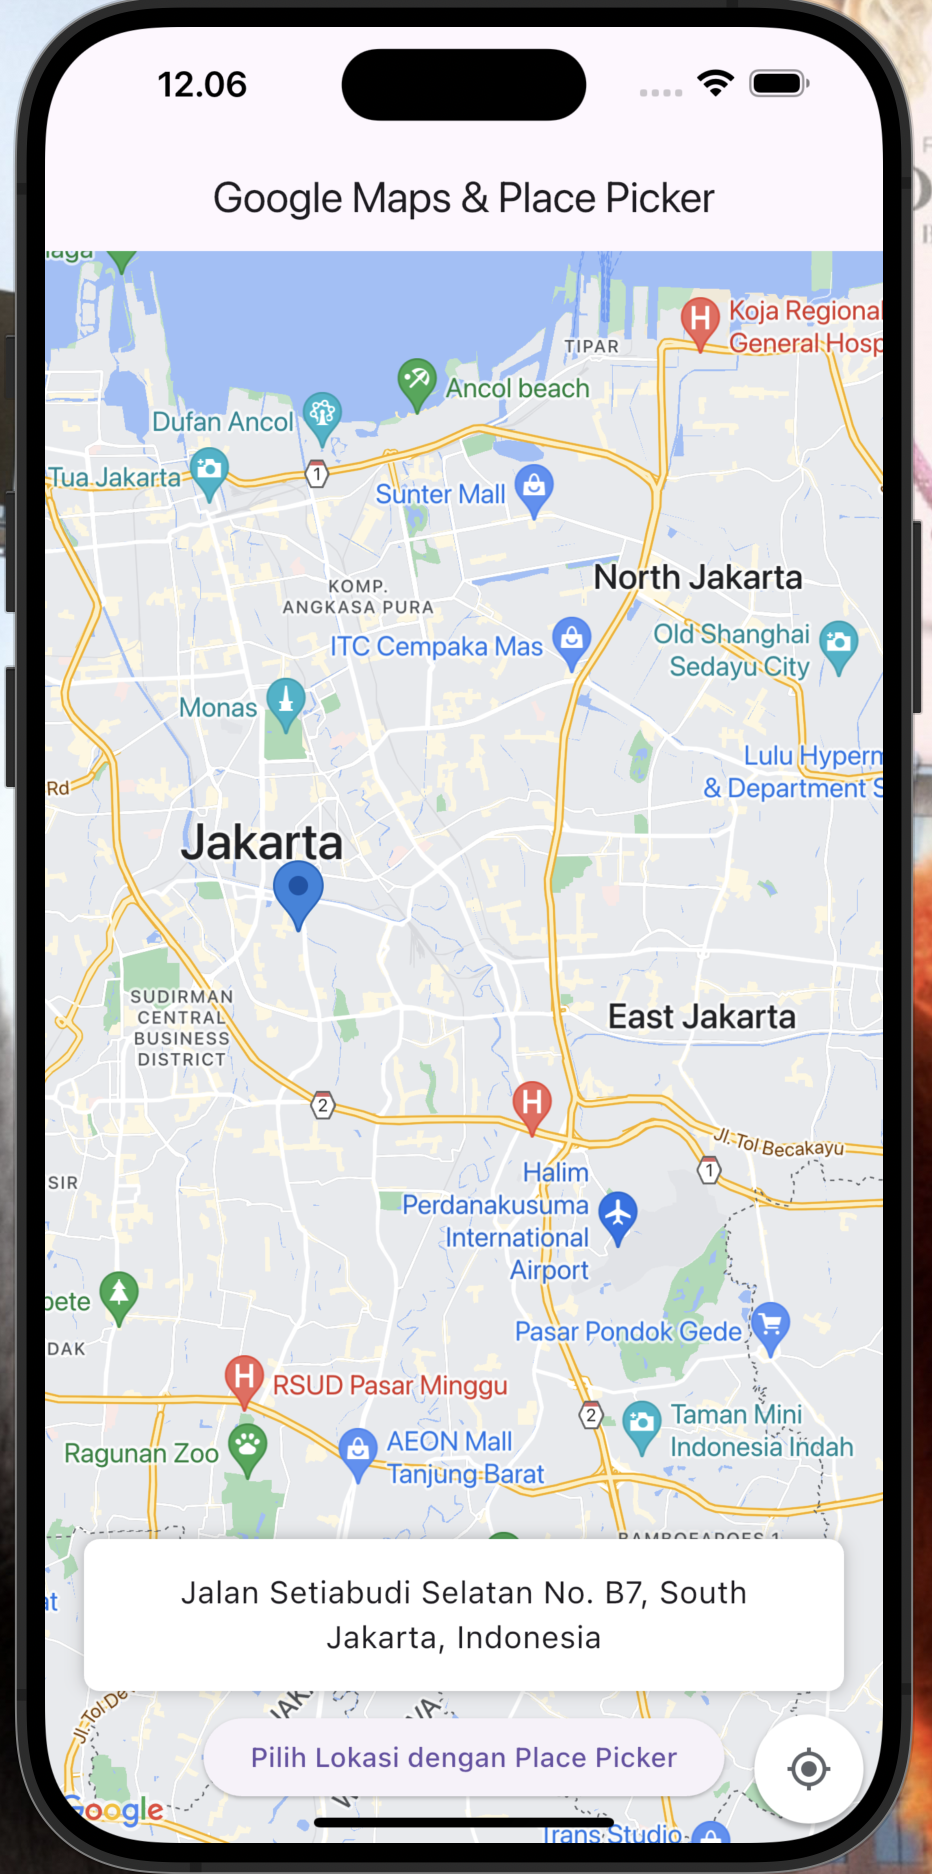 12.06
Google Maps & Place Picker
Koja Regional
General Hosp
TIPAR
Ancol beach
Dufan Ancol
1
Tua Jakarta
Sunter Mall
North Jakarta
KOMP.
ANGKASA PURA
ITC Cempaka Mas
Old Shanghai
Sedayu City
Monas
Lulu Hyperm
& Department S
Rd
Jakarta
SUDIRMAN
CENTRAL
BUSINESS
DISTRICT
East Jakarta
2
H
H
Jl. Tol Becakayu
1
SIR
Halim
Perdanakusuma
International
Airport
pete
Pasar Pondok Gede
DAK
H
RSUD Pasar Minggu
2
Taman Mini
Indonesia Indah
Ragunan Zoo
AEON Mall
Tanjung Barat
Jalan Setiabudi Selatan No. B7, South
Jakarta, Indonesia
Jl. Tol De
Pilih Lokasi dengan Place Picker
Google
Trans Studio